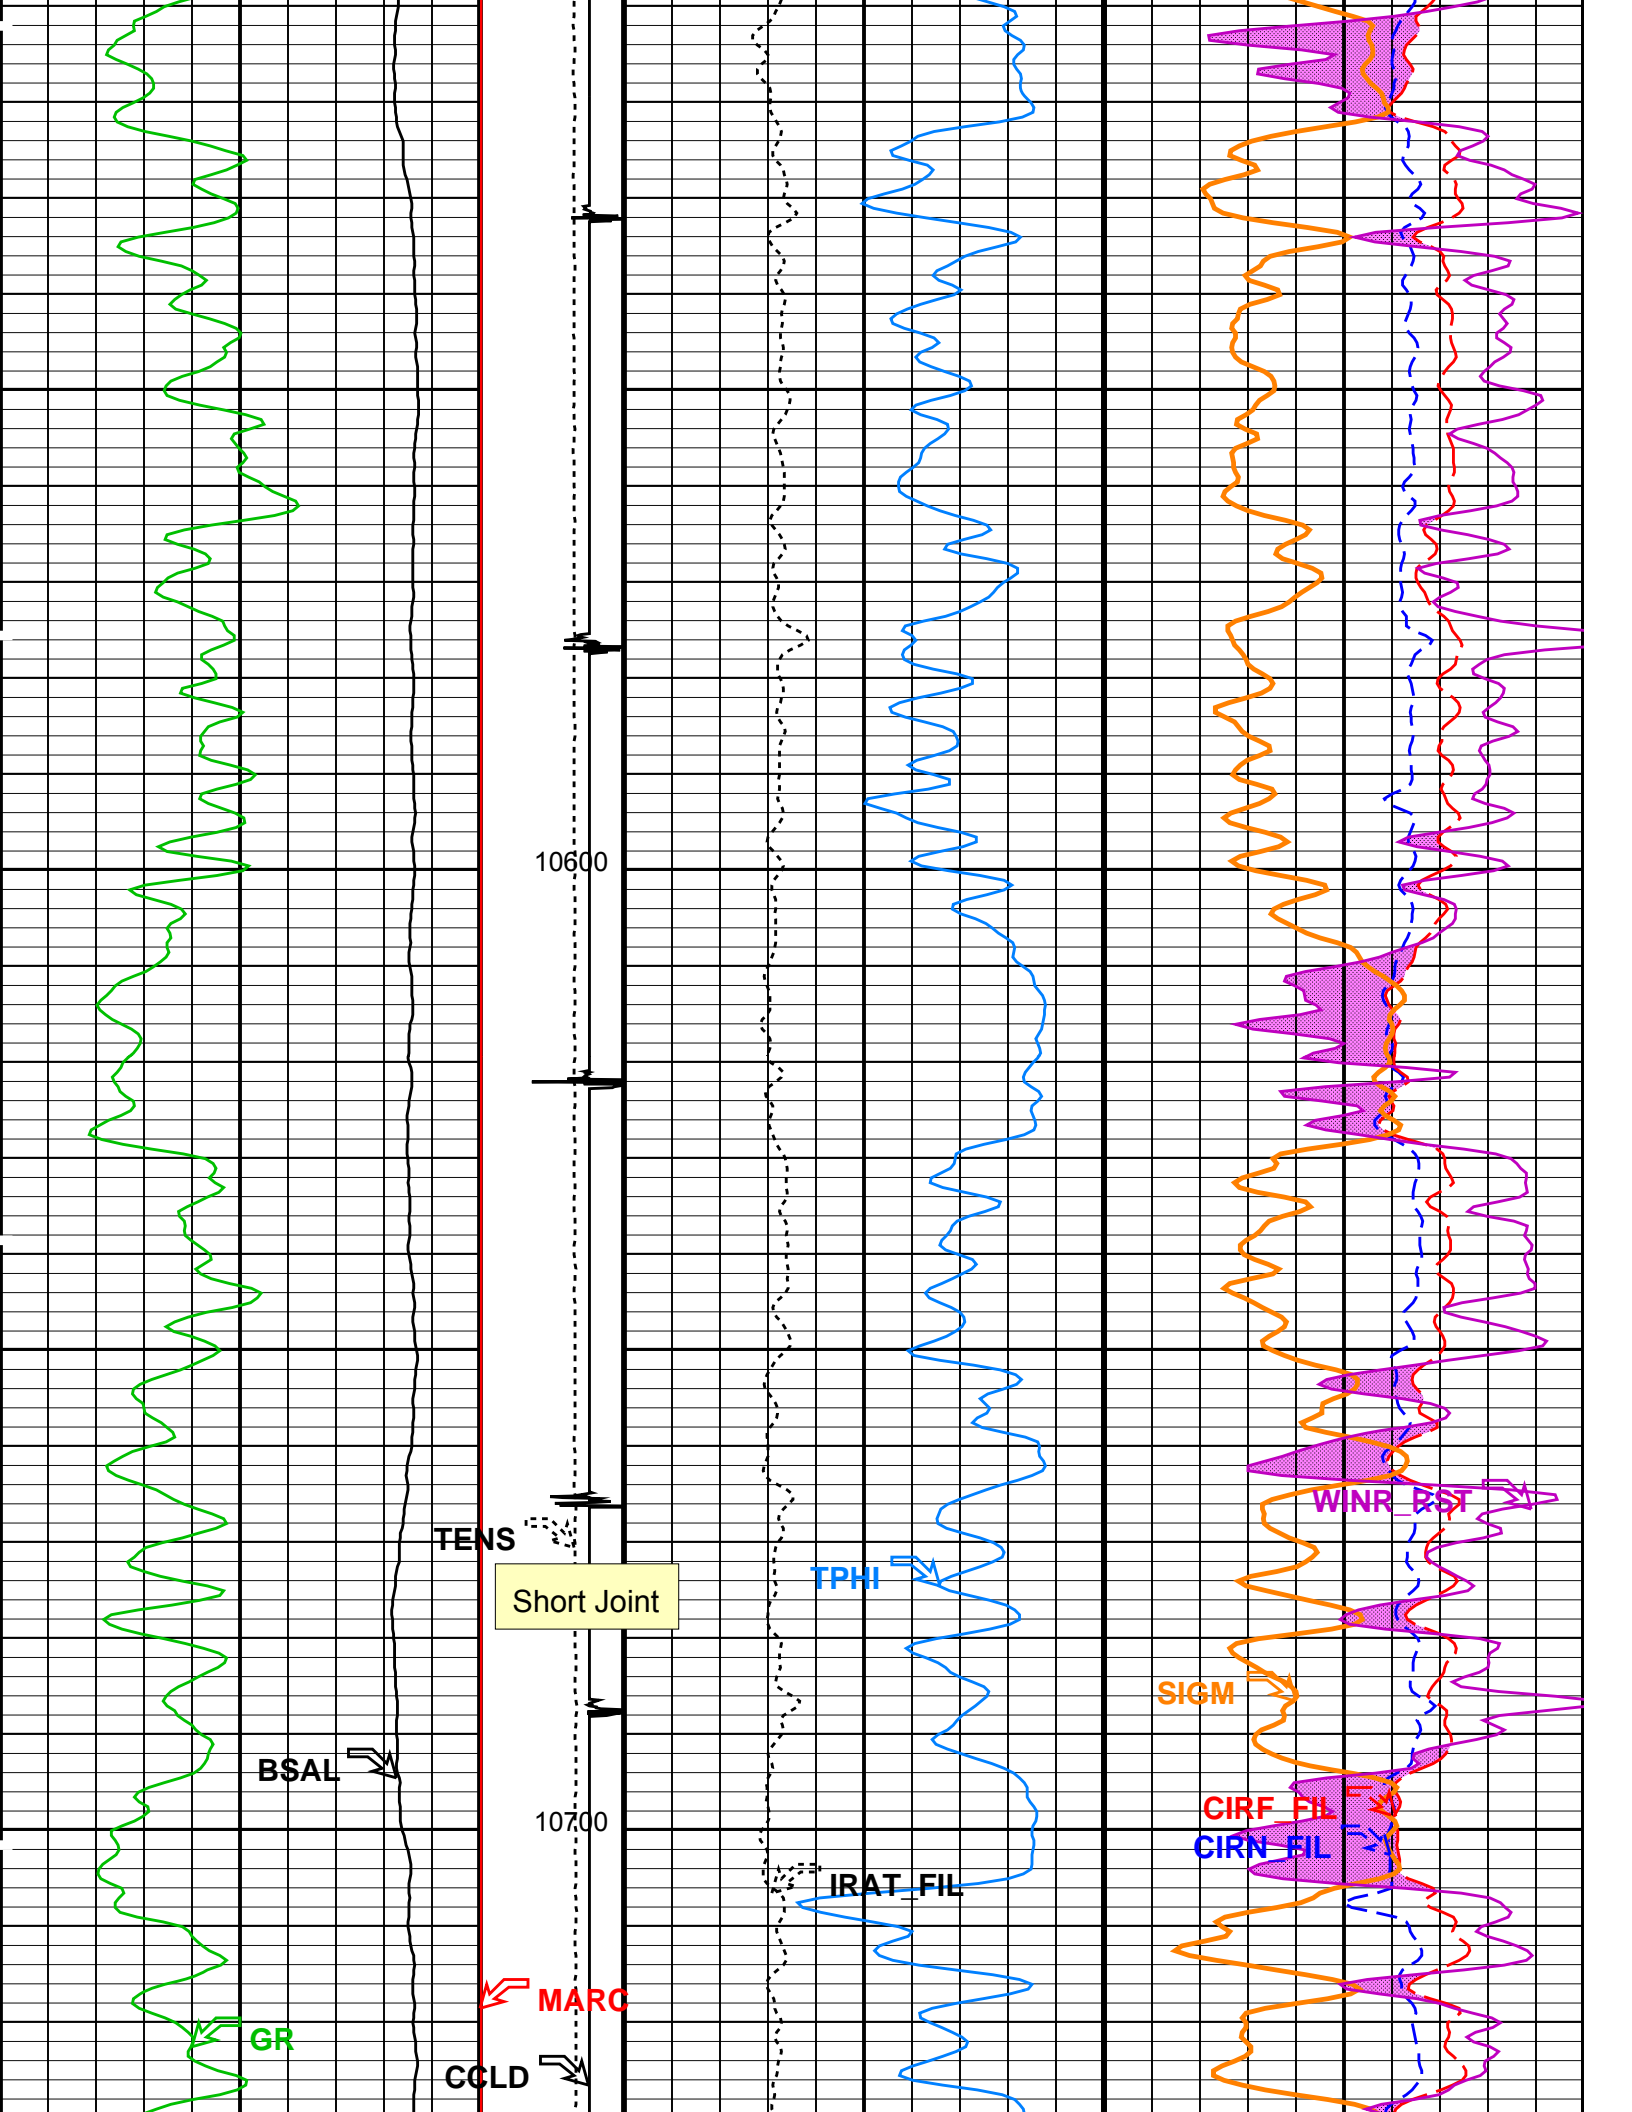 10600
WINR_RST
TENS
TPHI
Short Joint
SIGM
BSAL
CIRF_FIL
10700
CIRN_FIL
IRAT_FIL
MARC
GR
CCLD